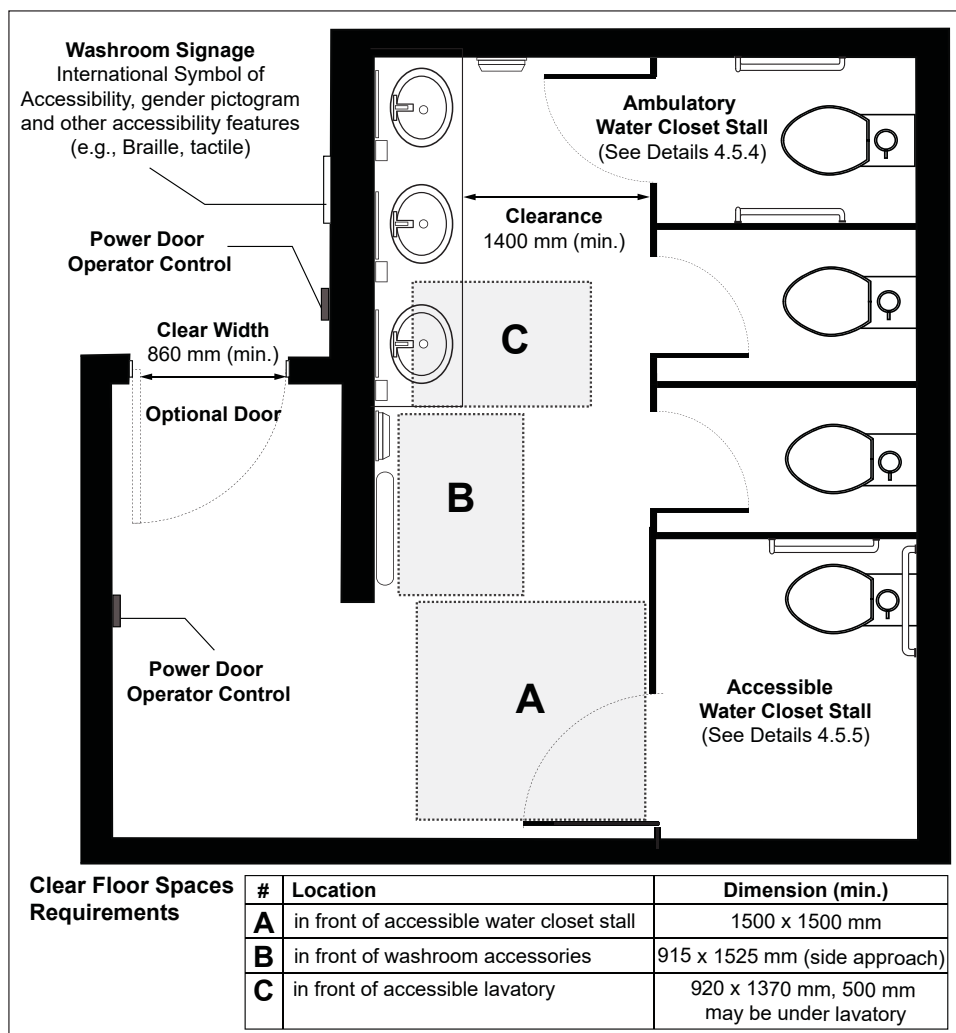 Washroom Signage
International Symbol of
Accessibility, gender pictogram
and other accessibility features
(e.g., Braille, tactile)
Ambulatory
Water Closet Stall
(See Details 4.5.4)
Clearance
1400 mm (min.)
Power Door
Operator Control
Clear Width
860 mm (min.)
Optional Door
C
B
Power Door
Operator Control
A
Accessible
Water Closet Stall
(See Details 4.5.5)
Clear Floor Spaces
Requirements
# Location Dimension (min.)
A in front of accessible water closet stall 1500 x 1500 mm
B in front of washroom accessories 915 x 1525 mm (side approach)
C in front of accessible lavatory 920 x 1370 mm, 500 mm
may be under lavatory